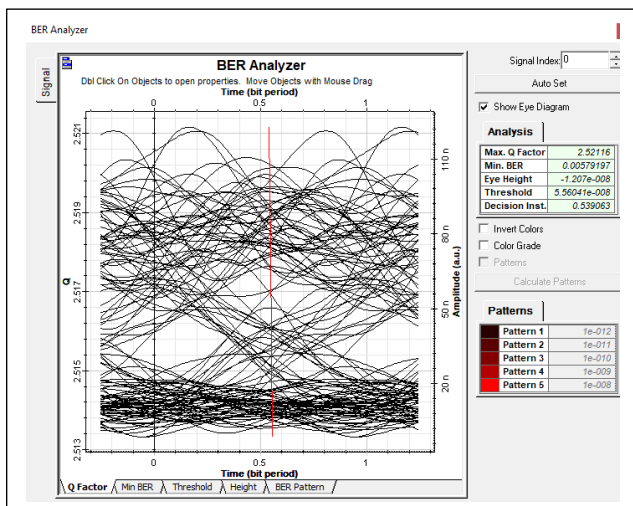 BER Analyzer
Signal
BER Analyzer
Dbl Click On Objects to open properties. Move Objects with Mouse Drag
Time (bit period)
0 0.5 1
2.521
2.519
2.517
2.515
2.513
Q
110 n
80 n
50 n
20 n
Amplitude (a.u.)
0 0.5 1
Time (bit period)
Q Factor Min BER Threshold Height BER Pattern
Signal Index: 0
Auto Set
Show Eye Diagram
Analysis
Max. Q Factor 2.52116
Min. BER 0.00579197
Eye Height -1.207e-008
Threshold 5.56041e-008
Decision Inst. 0.539063
Invert Colors
Color Grade
Patterns
Calculate Patterns
Patterns
Pattern 1 1e-012
Pattern 2 1e-011
Pattern 3 1e-010
Pattern 4 1e-009
Pattern 5 1e-008